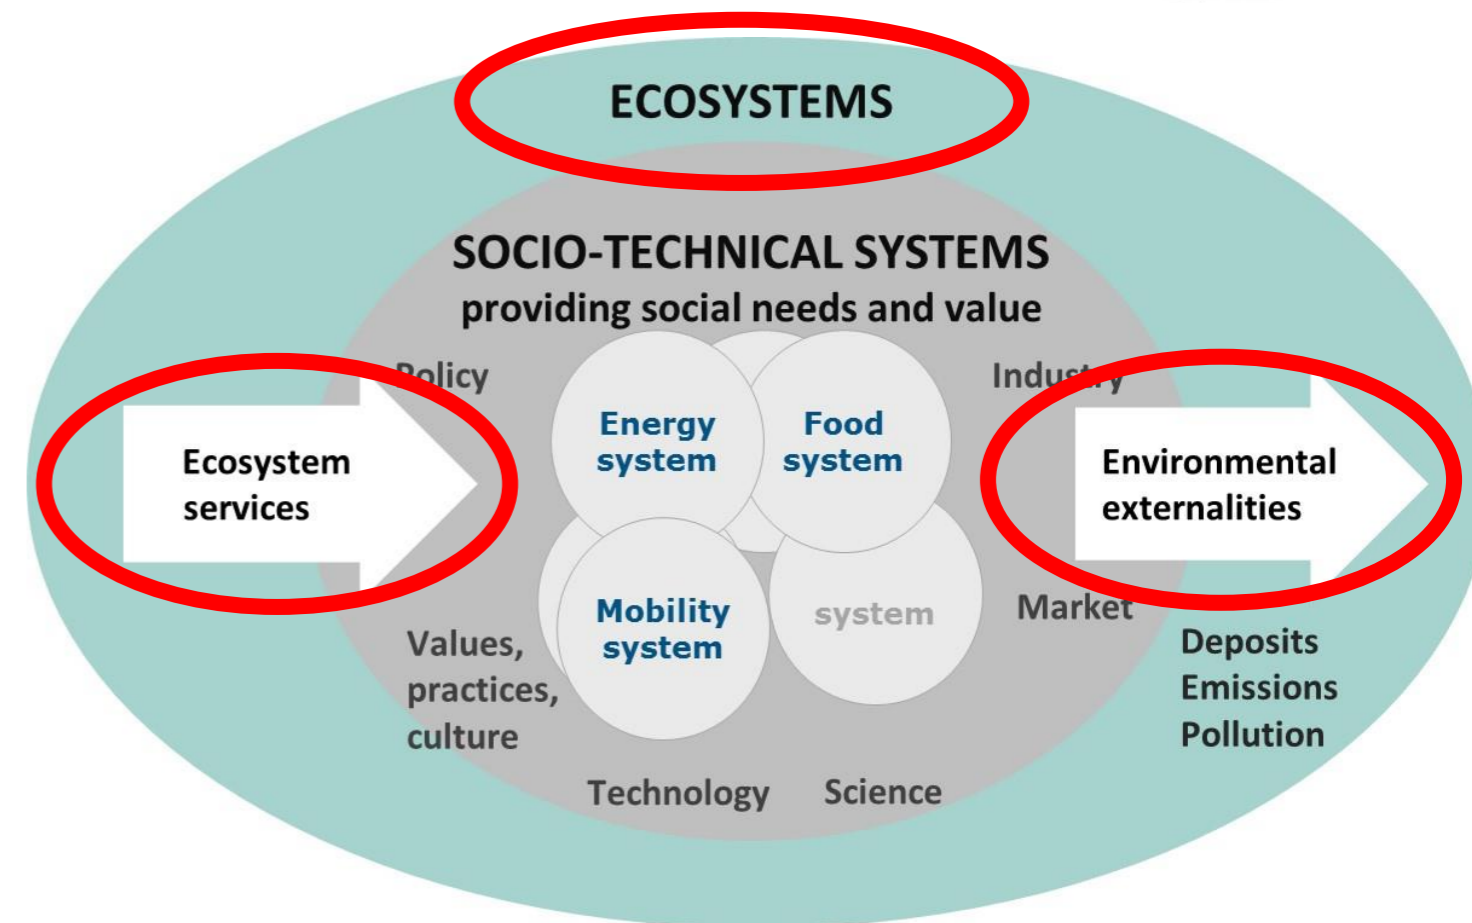 ECOSYSTEMS
SOCIO-TECHNICAL SYSTEMS
providing social needs and value
Policy
Industry
Energy
system
Food
system
Ecosystem
services
Environmental
externalities
Mobility
system
system
Market
Values,
practices,
culture
Deposits
Emissions
Pollution
Technology
Science